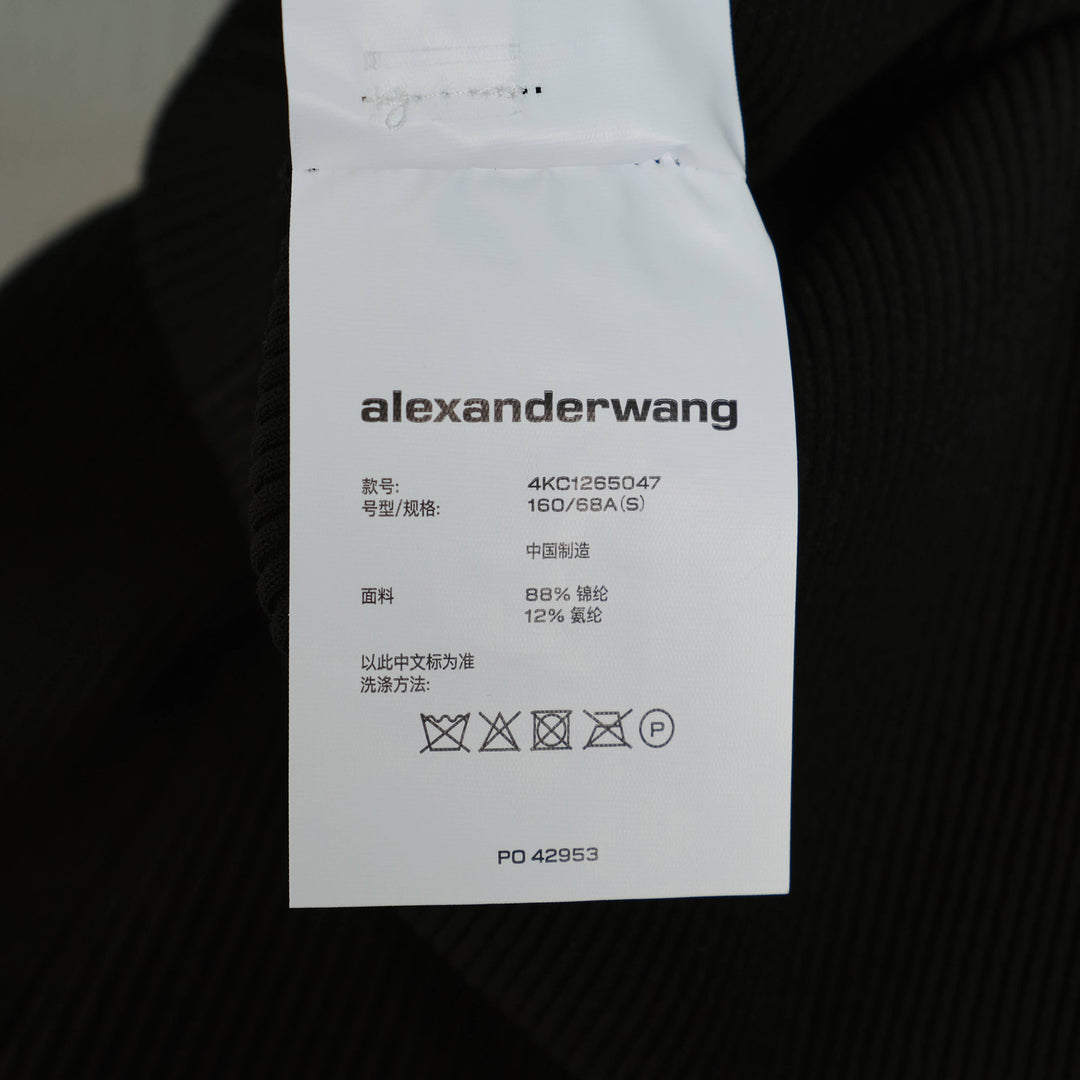 alexanderwang
款号: 4KC1265047
号型/规格: 160/68A(S)
中国制造
面料 88% 锦纶
12% 氨纶
以此中文标为准
洗涤方法:
P
PO 42953